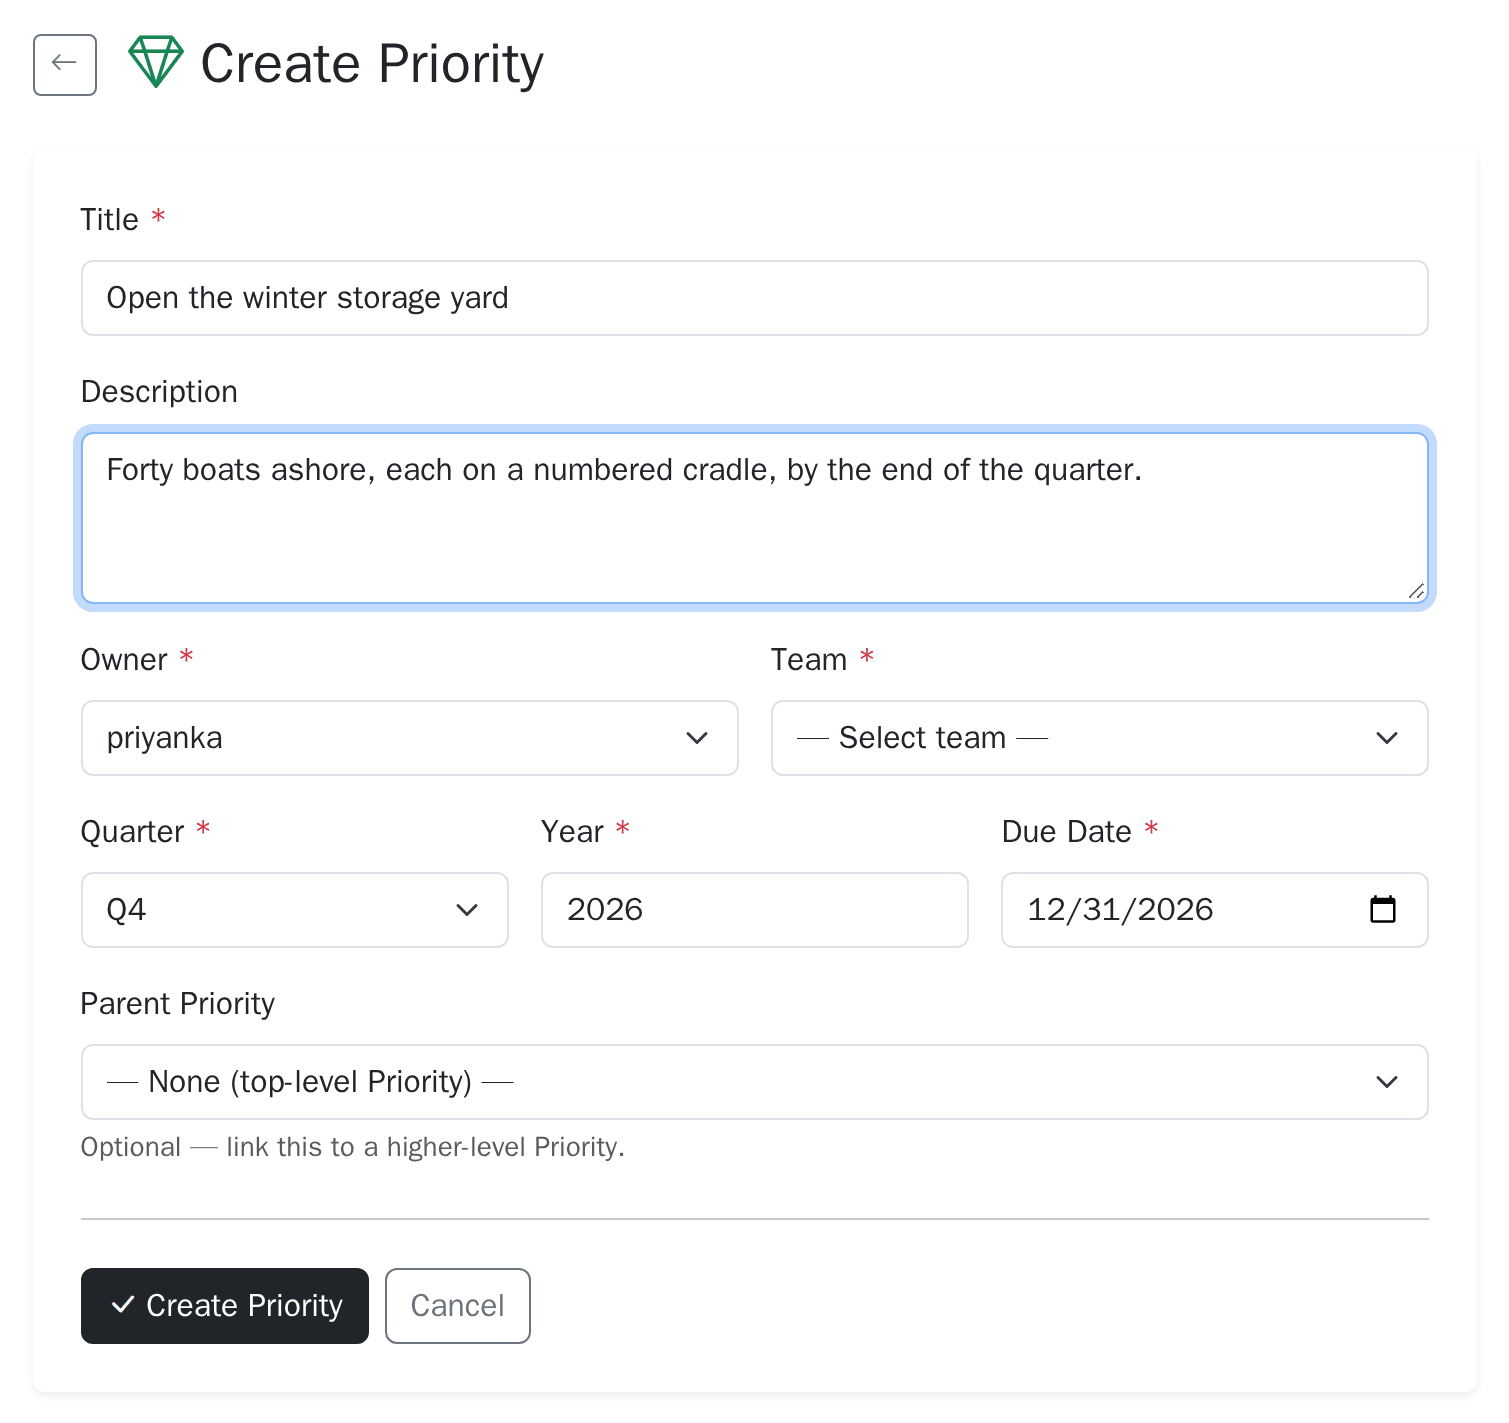 Create Priority
Title *
Open the winter storage yard
Description
Forty boats ashore, each on a numbered cradle, by the end of the quarter.
Owner * Team *
priyanka — Select team —
Quarter * Year * Due Date *
Q4 2026 12/31/2026
Parent Priority
— None (top-level Priority) —
Optional — link this to a higher-level Priority.
Create Priority Cancel